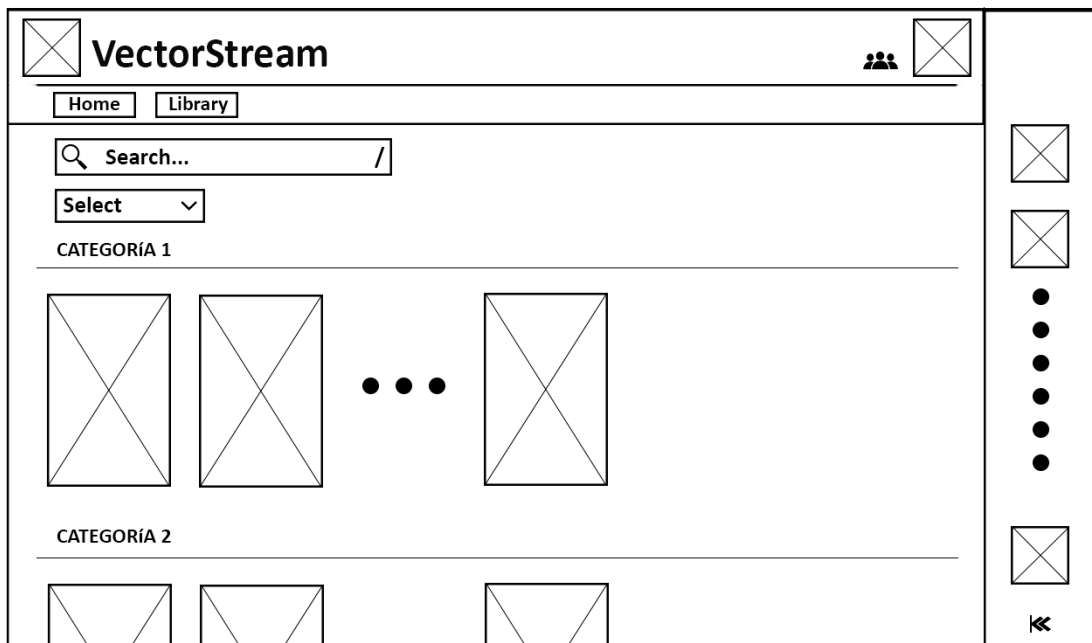 VectorStream
Home
Library
Search... /
Select
CATEGORíA 1
CATEGORíA 2